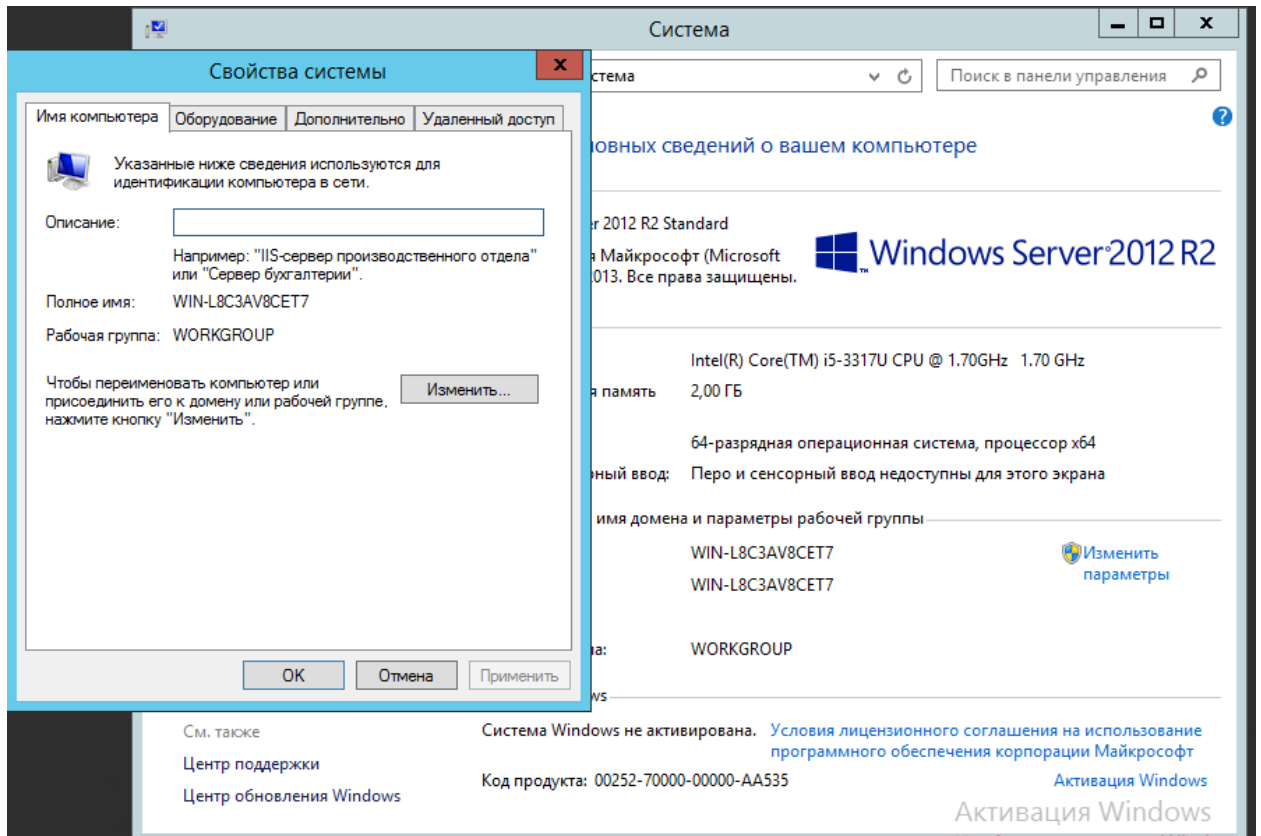 Система
Свойства системы
стема
Поиск в панели управления
Имя компьютера
Оборудование
Дополнительно
Удаленный доступ
Указанные ниже сведения используются для
идентификации компьютера в сети.
Описание:
Например: "IIS-сервер производственного отдела"
или "Сервер бухгалтерии".
Полное имя: WIN-L8C3AV8CET7
Рабочая группа: WORKGROUP
Чтобы переименовать компьютер или
присоединить его к домену или рабочей группе,
нажмите кнопку "Изменить".
Изменить...
OK
Отмена
Применить
овных сведений о вашем компьютере
r 2012 R2 Standard
я Майкрософт (Microsoft
013. Все права защищены.
Windows Server 2012 R2
Intel(R) Core(TM) i5-3317U CPU @ 1.70GHz 1.70 GHz
я память 2,00 ГБ
64-разрядная операционная система, процессор x64
ный ввод: Перо и сенсорный ввод недоступны для этого экрана
имя домена и параметры рабочей группы
WIN-L8C3AV8CET7
Изменить
параметры
WIN-L8C3AV8CET7
а: WORKGROUP
ws
См. также
Центр поддержки
Центр обновления Windows
Система Windows не активирована. Условия лицензионного соглашения на использование
программного обеспечения корпорации Майкрософт
Код продукта: 00252-70000-00000-AA535
Активация Windows
Активация Windows